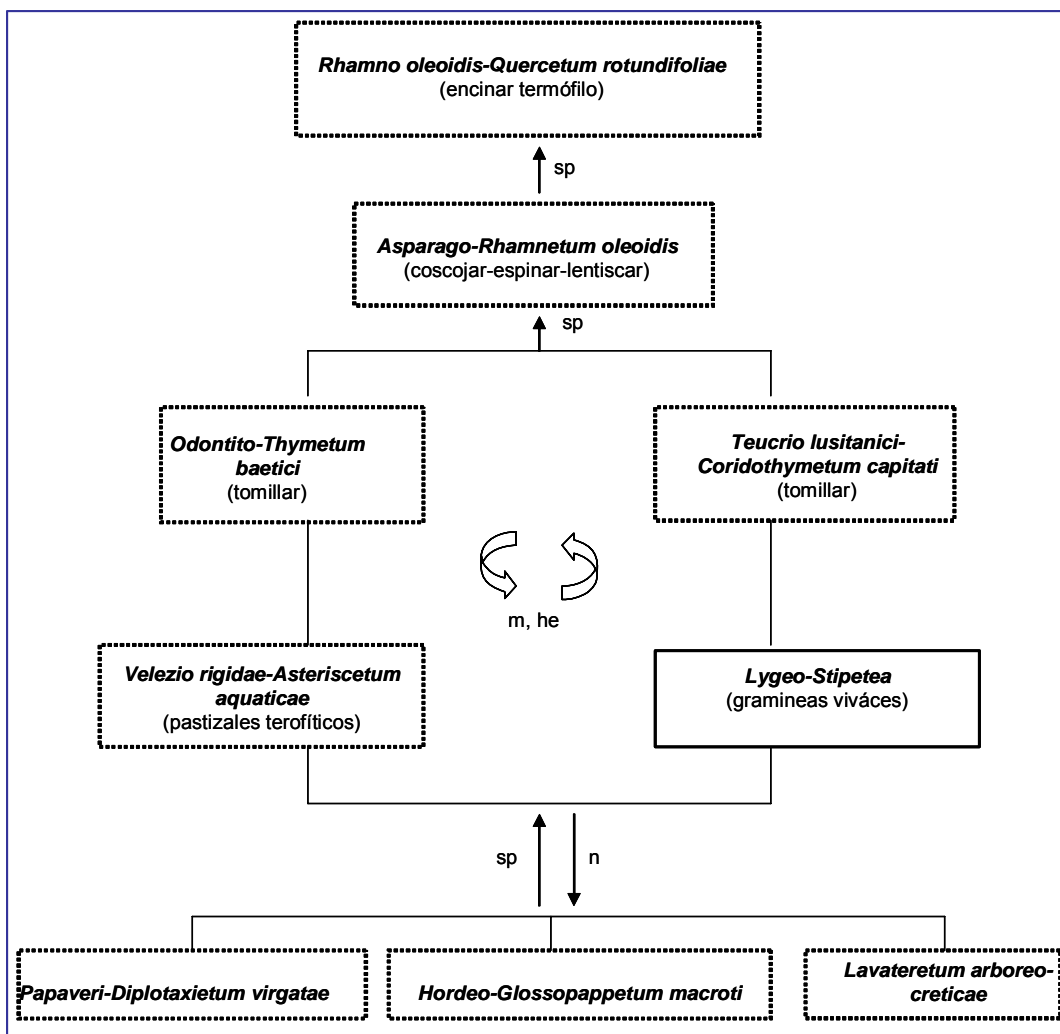 Rhamno oleoidis-Quercetum rotundifoliae
(encinar termófilo)
sp
Asparago-Rhamnetum oleoidis
(coscojar-espinar-lentiscar)
sp
Odontito-Thymetum
baetici
(tomillar)
Teucrio lusitanici-
Coridothymetum capitati
(tomillar)
m, he
Velezio rigidae-Asteriscetum
aquaticae
(pastizales terofíticos)
Lygeo-Stipetea
(gramineas viváces)
sp
n
Papaveri-Diplotaxietum virgatae
Hordeo-Glossopappetum macroti
Lavateretum arboreo-
creticae